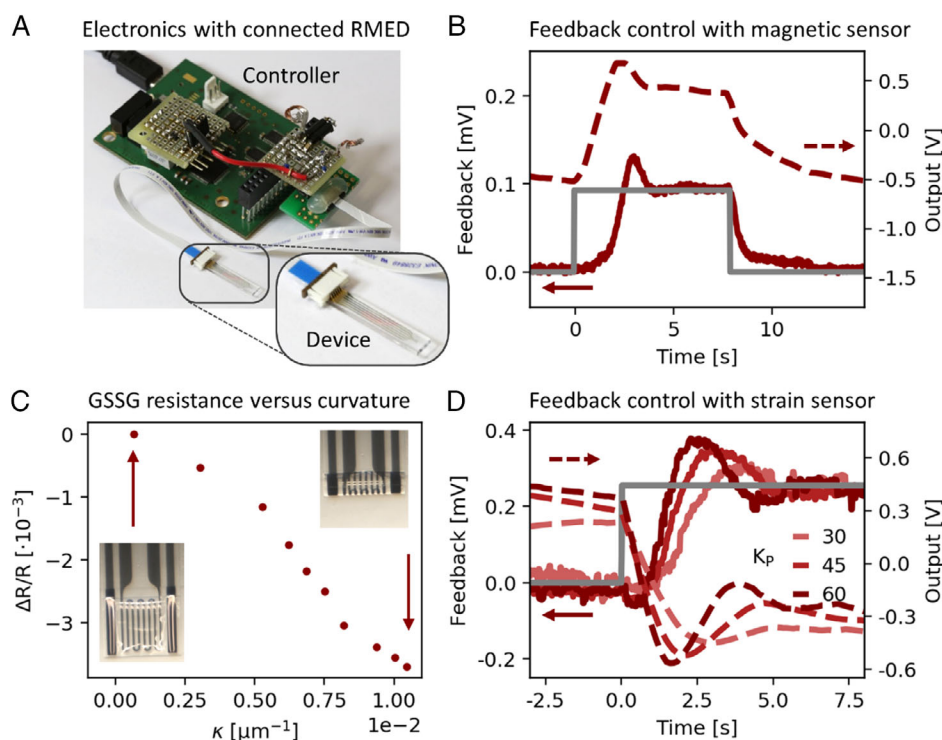 A
Electronics with connected RMED
Controller
Device
B
Feedback control with magnetic sensor
Feedback [mV]
0.2
0.1
0.0
0.5
0.0
-0.5
-1.0
-1.5
Output [V]
0
5
10
Time [s]
C
GSSG resistance versus curvature
ΔR/R [·10⁻³]
0
-1
-2
-3
0.00
0.25
0.50
0.75
1.00
1e-2
κ [μm⁻¹]
D
Feedback control with strain sensor
Feedback [mV]
0.4
0.2
0.0
-0.2
0.7
0.4
0.0
-0.3
-0.6
Output [V]
Kₚ
30
45
60
-2.5
0.0
2.5
5.0
7.5
Time [s]